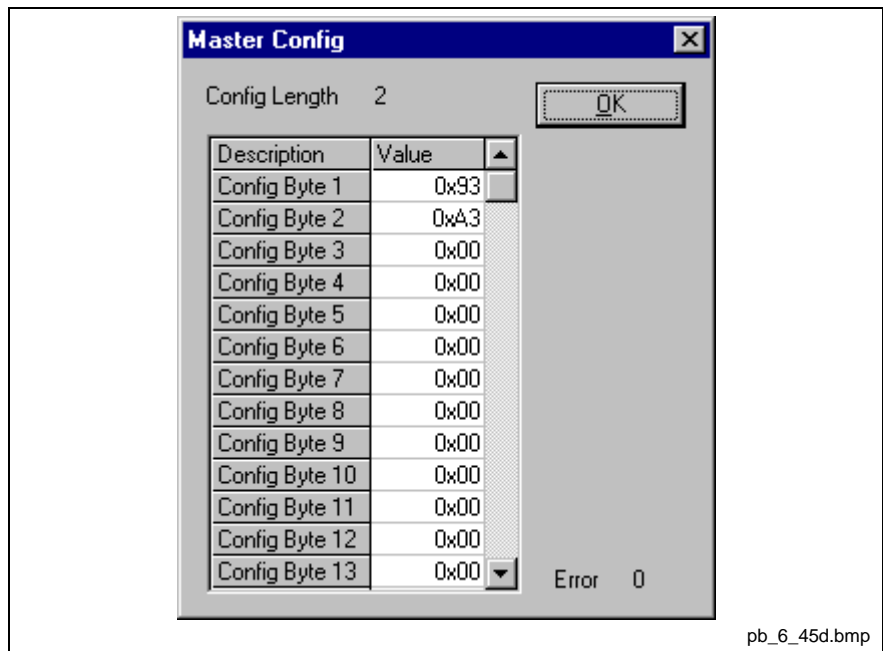 Master Config
Config Length 2
OK
Description Value
Config Byte 1 0x93
Config Byte 2 0xA3
Config Byte 3 0x00
Config Byte 4 0x00
Config Byte 5 0x00
Config Byte 6 0x00
Config Byte 7 0x00
Config Byte 8 0x00
Config Byte 9 0x00
Config Byte 10 0x00
Config Byte 11 0x00
Config Byte 12 0x00
Config Byte 13 0x00
Error 0
pb_6_45d.bmp